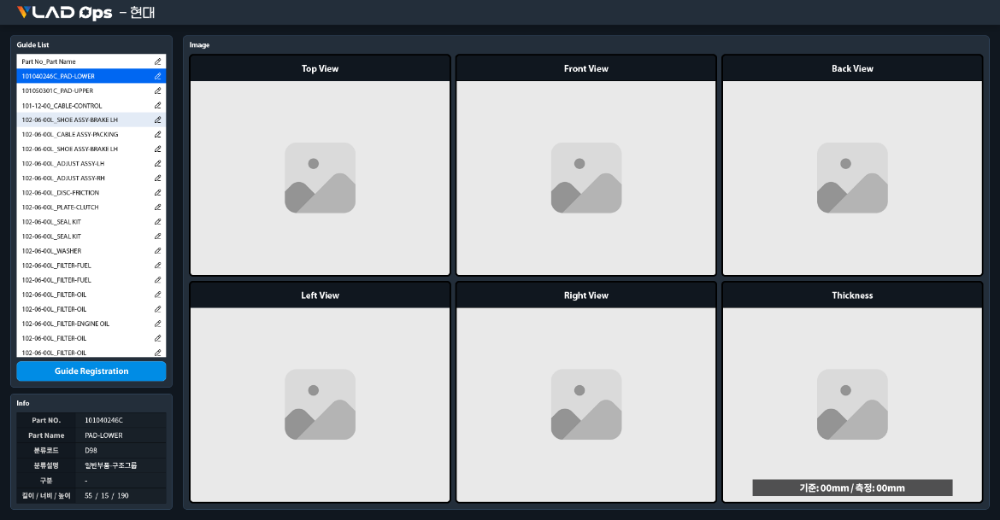 VLAD Ops – 현대
Guide List
Part No_Part Name
101040246C_PAD-LOWER
101050301C_PAD-UPPER
101-12-00_CABLE-CONTROL
102-06-00L_SHOE ASSY-BRAKE LH
102-06-00L_CABLE ASSY-PACKING
102-06-00L_SHOE ASSY-BRAKE LH
102-06-00L_ADJUST ASSY-LH
102-06-00L_ADJUST ASSY-RH
102-06-00L_DISC-FRICTION
102-06-00L_PLATE-CLUTCH
102-06-00L_SEAL KIT
102-06-00L_SEAL KIT
102-06-00L_WASHER
102-06-00L_FILTER-FUEL
102-06-00L_FILTER-FUEL
102-06-00L_FILTER-OIL
102-06-00L_FILTER-OIL
102-06-00L_FILTER-ENGINE OIL
102-06-00L_FILTER-OIL
102-06-00L_FILTER-OIL
Guide Registration
Info
Part NO. 101040246C
Part Name PAD-LOWER
분류코드 D98
분류설명 일반부품-구조그룹
구분 -
길이 / 너비 / 높이 55 / 15 / 190
Image
Top View
Front View
Back View
Left View
Right View
Thickness
기준: 00mm / 측정: 00mm